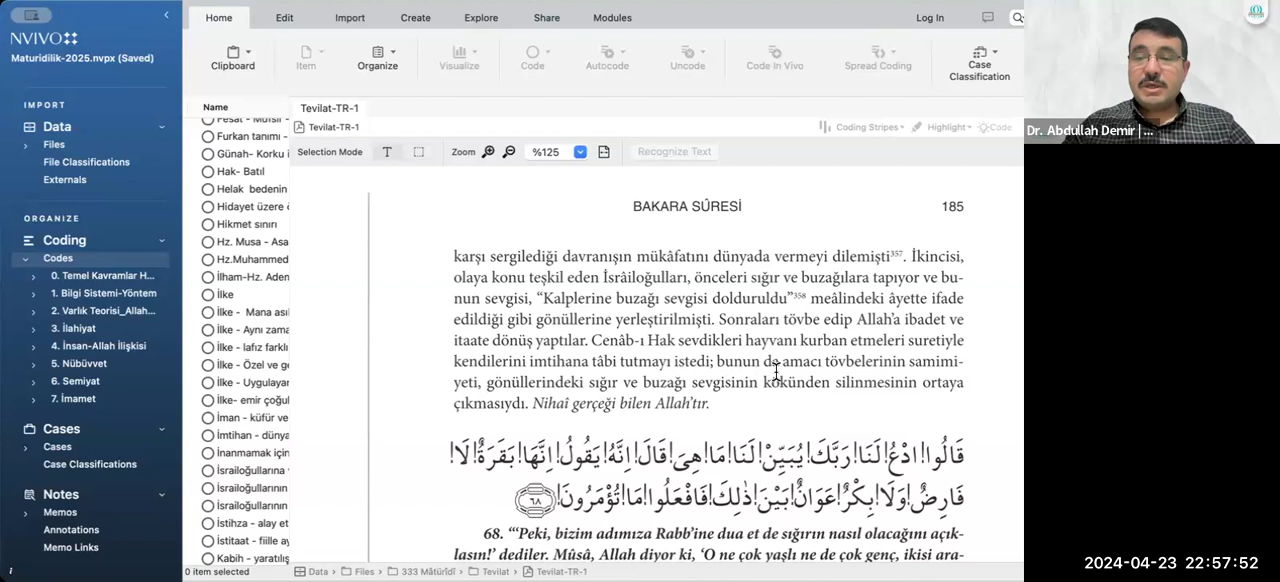 Home Edit Import Create Explore Share Modules Log In
NVIVO
Maturidilik-2025.nvpx (Saved)
Clipboard Item Organize Visualize Code Autocode Uncode Code In Vivo Spread Coding Case Classification
IMPORT
Data
Files
File Classifications
Externals
ORGANIZE
Coding
Codes
0. Temel Kavramlar H...
1. Bilgi Sistemi-Yöntem
2. Varlık Teorisi_Allah...
3. İlahiyat
4. İnsan-Allah İlişkisi
5. Nübüvvet
6. Semiyat
7. İmamet
Cases
Cases
Case Classifications
Notes
Memos
Annotations
Memo Links
Name
Fesat - Müfsir -
Furkan tanımı -
Günah- Korku i
Hak- Batıl
Helak bedenin
Hidayet üzere
Hikmet sınırı
Hz. Musa - Asa
Hz.Muhammed
İlham-Hz. Adem
İlke
İlke - Mana ası
İlke - Aynı zama
İlke - lafız farklı
İlke - Özel ve ge
İlke - Uygulayar
İlke- emir çoğul
İman - küfür ve
İmtihan - dünya
İnanmamak için
İsrailoğullarına
İsrailoğullarının
İsrailoğullarının
İstihza - alay et
İstitaat - fiille ay
Kabih - yaratılış
0 item selected
Tevilat-TR-1
Tevilat-TR-1 Coding Stripes Highlight Code
Selection Mode T Zoom %125 Recognize Text
BAKARA SÛRESİ 185
karşı sergilediği davranışın mükâfatını dünyada vermeyi dilemişti³⁵⁷. İkincisi,
olaya konu teşkil eden İsrâiloğulları, önceleri sığır ve buzağılara tapıyor ve bu-
nun sevgisi, “Kalplerine buzağı sevgisi dolduruldu”³⁵⁸ meâlindeki âyette ifade
edildiği gibi gönüllerine yerleştirilmişti. Sonraları tövbe edip Allah’a ibadet ve
itaate dönüş yaptılar. Cenâb-ı Hak sevdikleri hayvanı kurban etmeleri suretiyle
kendilerini imtihana tâbi tutmayı istedi; bunun da amacı tövbelerinin samimi-
yeti, gönüllerindeki sığır ve buzağı sevgisinin kökünden silinmesinin ortaya
çıkmasıydı. Nihaî gerçeği bilen Allah’tır.
قَالُوا ادْعُ لَنَا رَبَّكَ يُبَيِّنْ لَنَا مَا هِيَ قَالَ اِنَّهُ يَقُولُ اِنَّهَا بَقَرَةٌ لَا
فَارِضٌ وَلَا بِكْرٌ عَوَانٌ بَيْنَ ذٰلِكَ فَافْعَلُوا مَا تُؤْمَرُونَ ﴿٦٨﴾
68. “‘Peki, bizim adımıza Rabb’ine dua et de sığırın nasıl olacağını açık-
lasın!’ dediler. Mûsâ, Allah diyor ki, ‘O ne çok yaşlı ne de çok genç, ikisi ara-
Data Files 333 Mâtürîdî Tevilat Tevilat-TR-1
Dr. Abdullah Demir | ...
2024-04-23 22:57:52